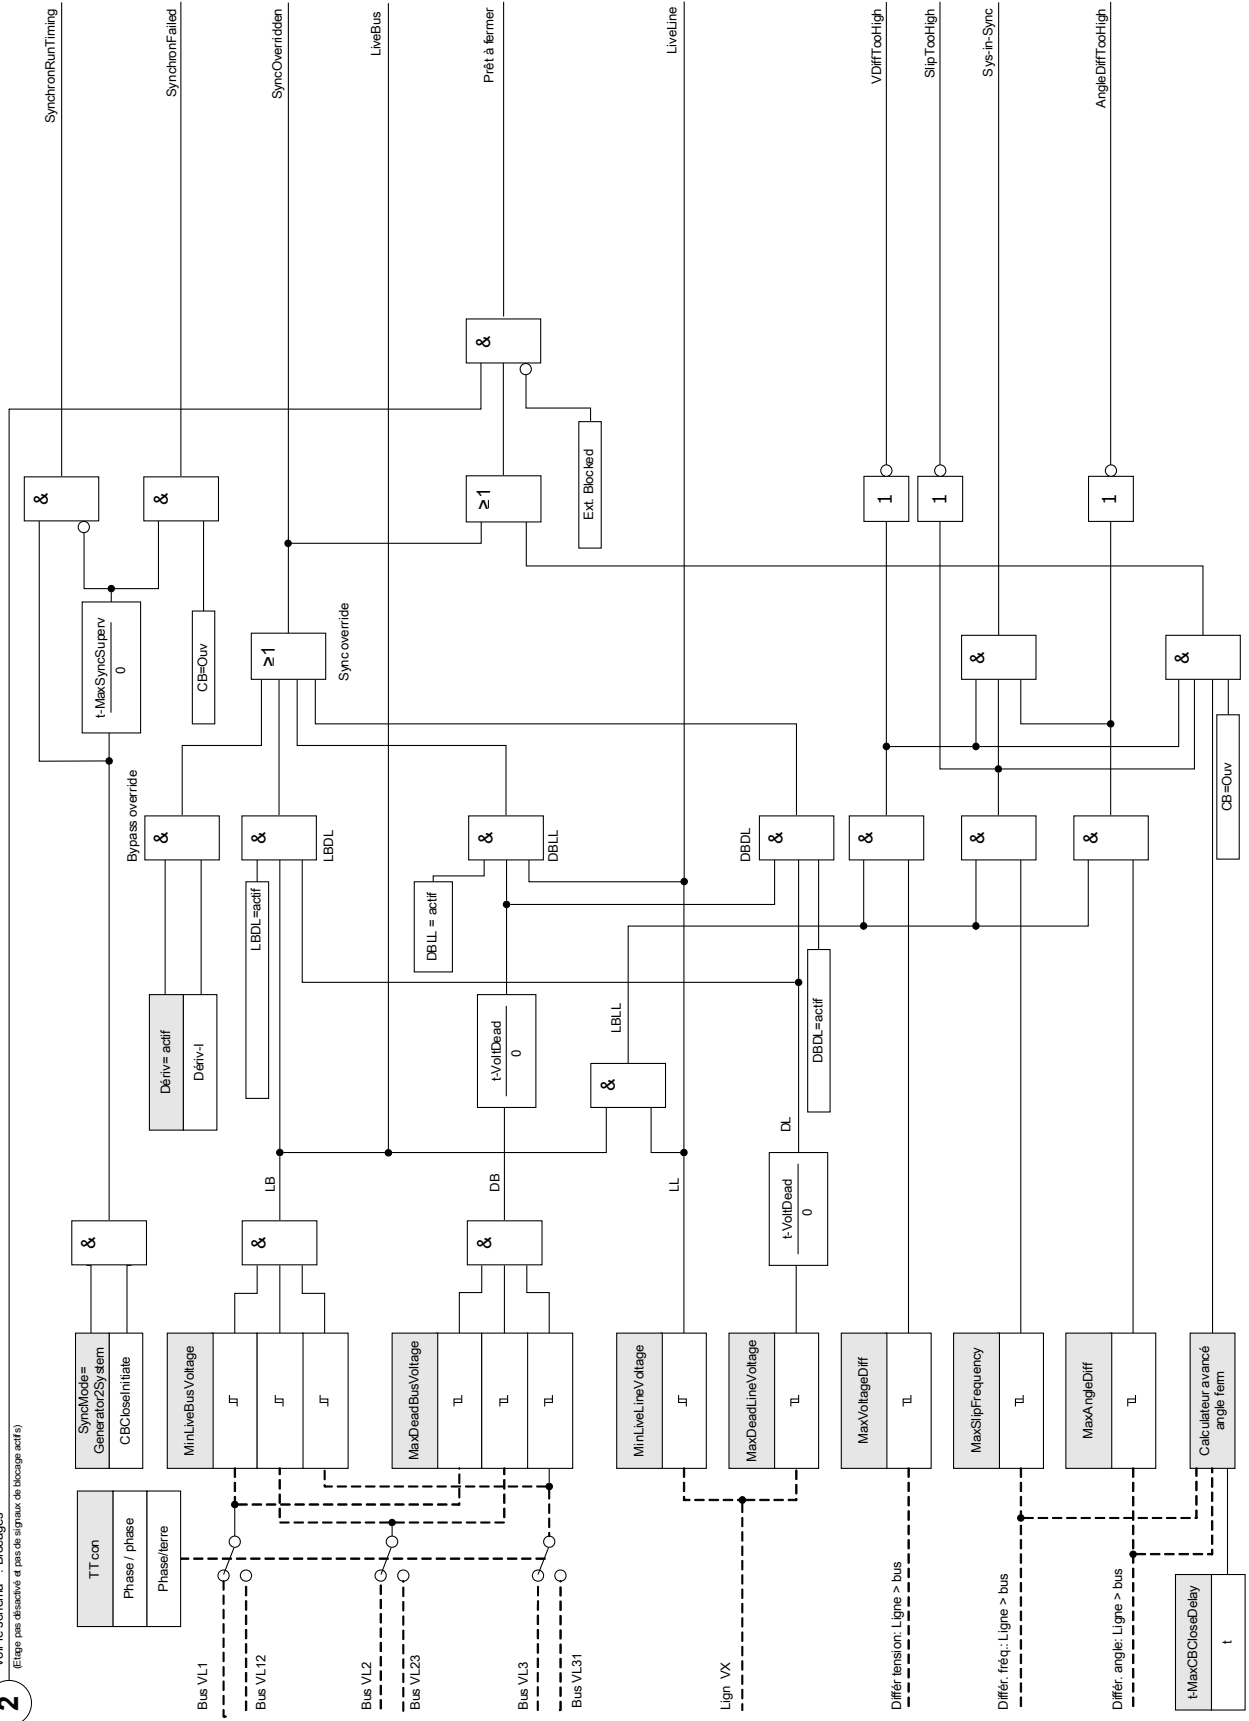 2
(Etage pas désactivé et pas de signaux de blocage actifs)
TT con
Phase / phase
Phase/terre
Bus VL1
Bus VL12
Bus VL2
Bus VL23
Bus VL3
Bus VL31
Lign VX
Différ tension: Ligne > bus
Différ. fréq.: Ligne > bus
Différ. angle: Ligne > bus
t-MaxCBCloseDelay
t
SyncMode=
Generator2System
CBCloseInitiate
MinLiveBusVoltage
MaxDeadBusVoltage
MinLiveLineVoltage
MaxDeadLineVoltage
MaxVoltageDiff
MaxSlipFrequency
MaxAngleDiff
Calculateur avancé
angle ferm
&
&
&
LB
DB
LL
t-VoltDead
0
DL
Dériv= actif
Dériv-I
LBDL=actif
t-VoltDead
0
&
LBLL
DBDL=actif
DBLL = actif
Bypass override
&
&
LBDL
&
DBLL
DBDL
&
&
&
&
CB=Ouv
t-MaxSyncSuperv
0
CB=Ouv
≥1
Sync override
&
&
&
&
≥1
Ext. Blocked
1
1
1
&
SynchronRunTiming
SynchronFailed
SyncOverridden
LiveBus
Prêt à fermer
LiveLine
VDiffTooHigh
SlipTooHigh
Sys-in-Sync
AngleDiffTooHigh